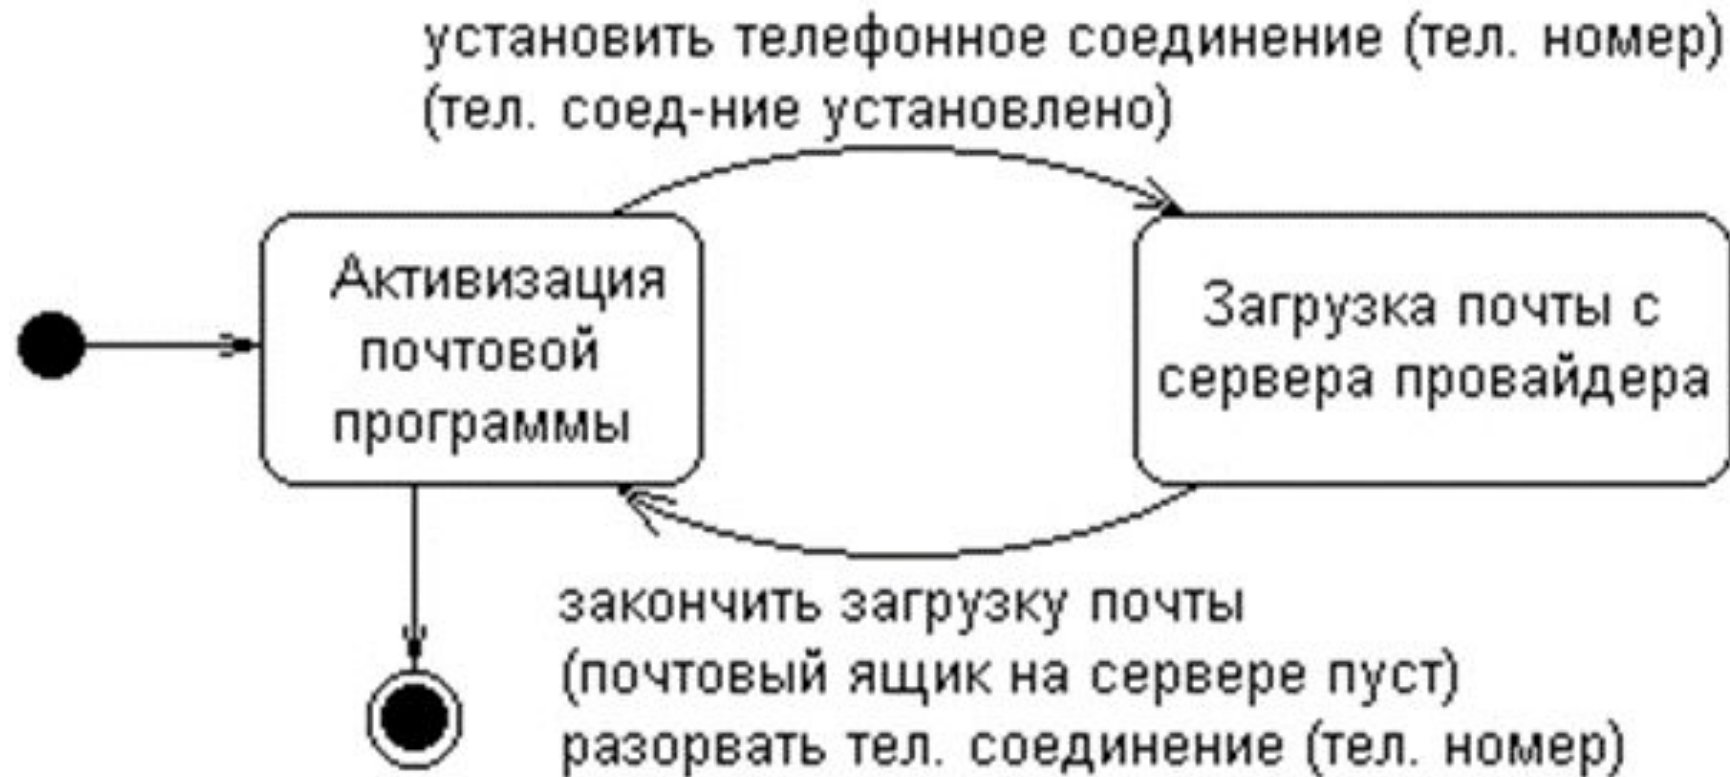 установить телефонное соединение (тел. номер)
(тел. соед-ние установлено)
Активизация
почтовой
программы
Загрузка почты с
сервера провайдера
закончить загрузку почты
(почтовый ящик на сервере пуст)
разорвать тел. соединение (тел. номер)